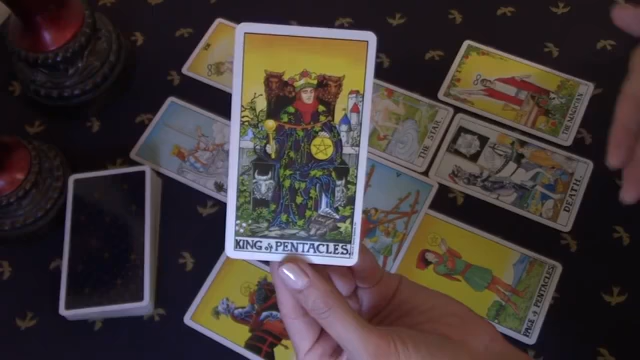 KING of PENTACLES.
THE STAR.
THE MAGICIAN.
DEATH.
PAGE of PENTACLES.